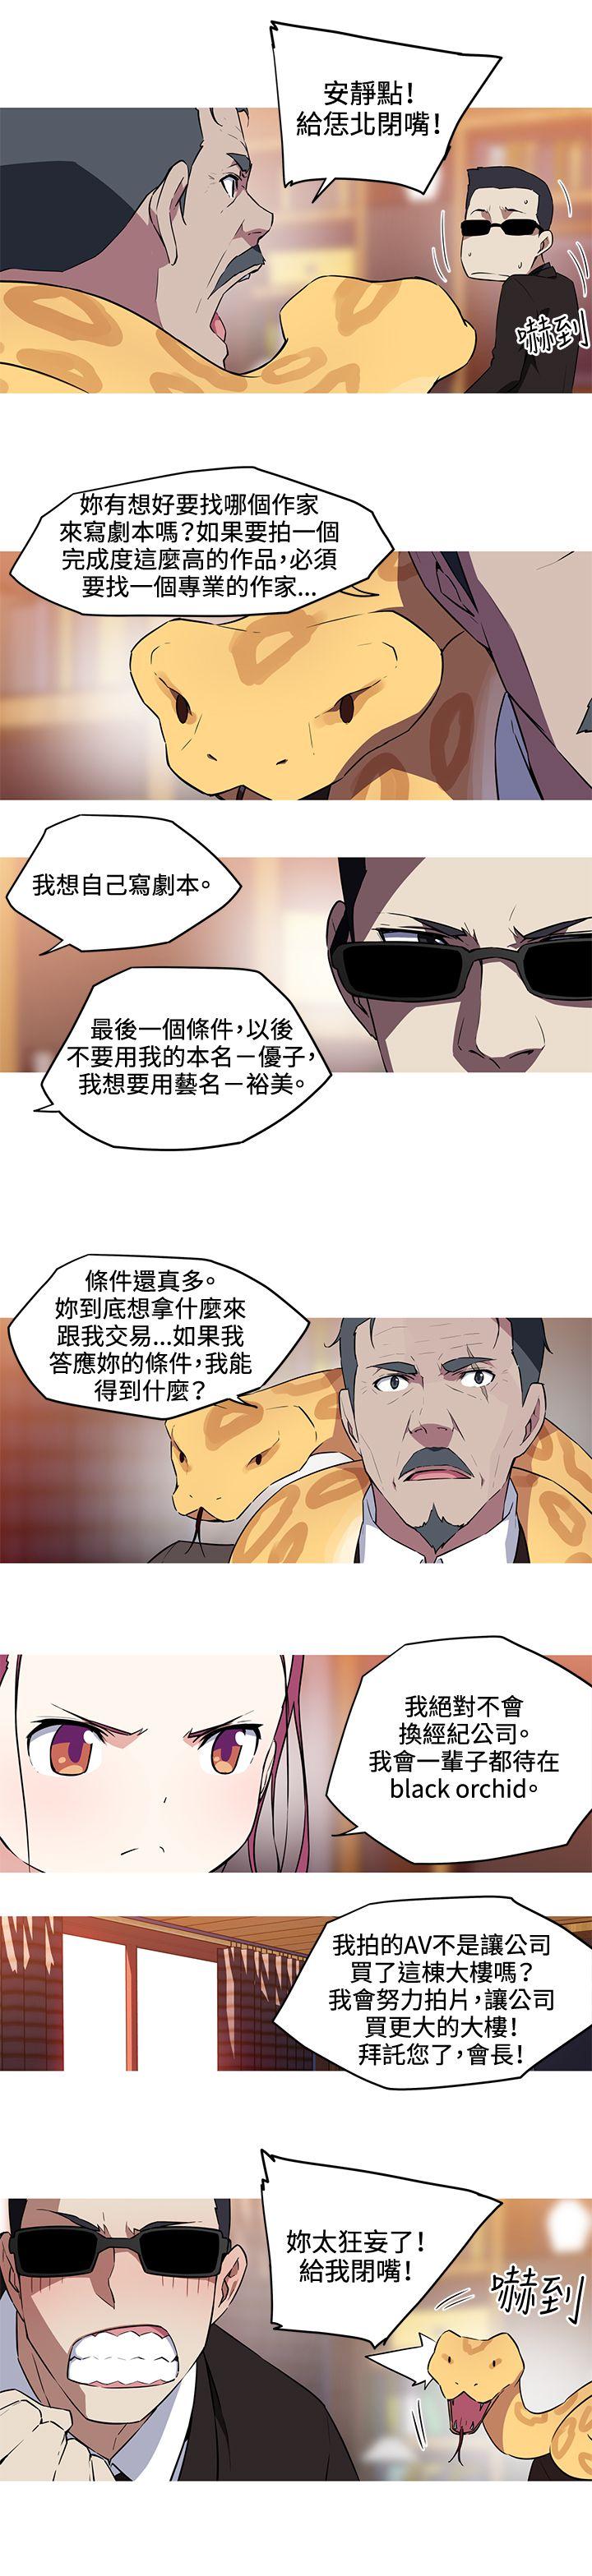 安靜點！
給恁北閉嘴！
嚇到
妳有想好要找哪個作家
來寫劇本嗎？如果要拍一個
完成度這麼高的作品，必須
要找一個專業的作家…
我想自己寫劇本。
最後一個條件，以後
不要用我的本名－優子，
我想要用藝名－裕美。
條件還真多。
妳到底想拿什麼來
跟我交易…如果我
答應妳的條件，我能
得到什麼？
我絕對不會
換經紀公司。
我會一輩子都待在
black orchid。
我拍的AV不是讓公司
買了這棟大樓嗎？
我會努力拍片，讓公司
買更大的大樓！
拜託您了，會長！
妳太狂妄了！
給我閉嘴！
嚇到